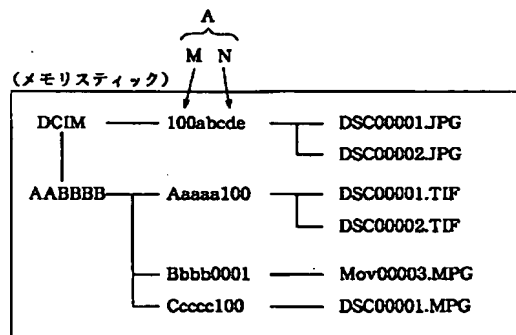 A
M N
(メモリスティック)
DCIM 100abcde DSC00001.JPG
DSC00002.JPG
AABBBB Aaaaa100 DSC00001.TIF
DSC00002.TIF
Bbbb0001 Mov00003.MPG
Ccccc100 DSC00001.MPG